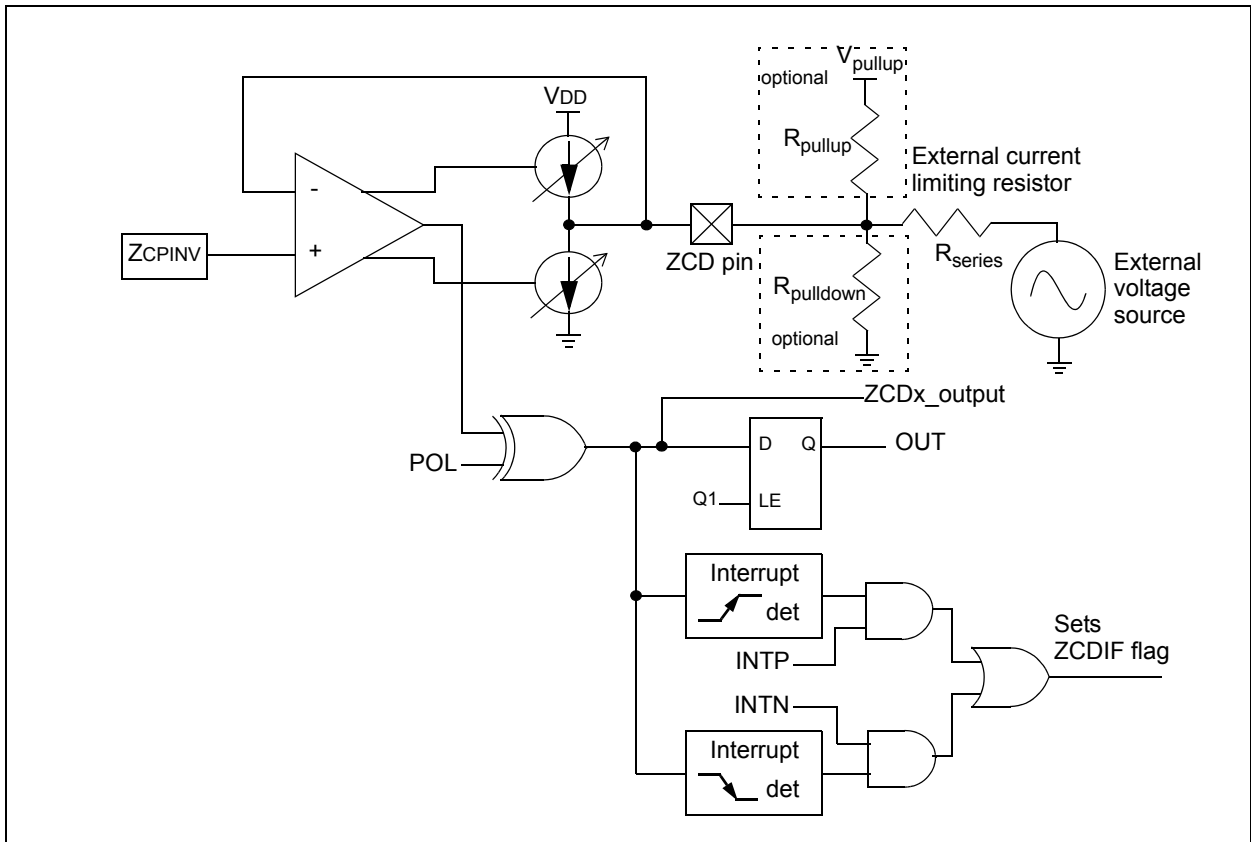 optional
Vpullup
VDD
Rpullup
External current
limiting resistor
-
+
ZCPINV
ZCD pin
Rseries
External
voltage
source
Rpulldown
optional
ZCDx_output
POL
D
Q
OUT
Q1
LE
Interrupt
det
INTP
Sets
ZCDIF flag
INTN
Interrupt
det